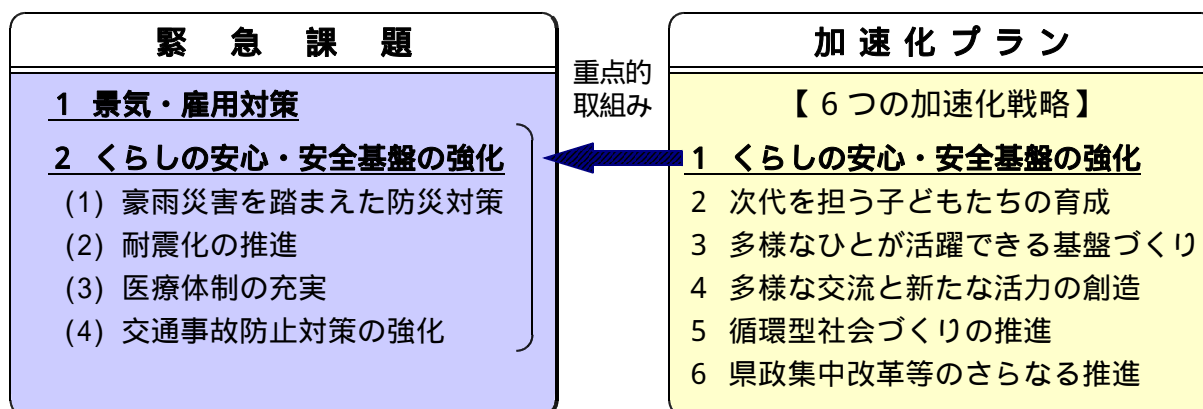 緊急課題
1 景気・雇用対策
2 くらしの安心・安全基盤の強化
(1) 豪雨災害を踏まえた防災対策
(2) 耐震化の推進
(3) 医療体制の充実
(4) 交通事故防止対策の強化
重点的
取組み
加速化プラン
【6つの加速化戦略】
1 くらしの安心・安全基盤の強化
2 次代を担う子どもたちの育成
3 多様なひとが活躍できる基盤づくり
4 多様な交流と新たな活力の創造
5 循環型社会づくりの推進
6 県政集中改革等のさらなる推進